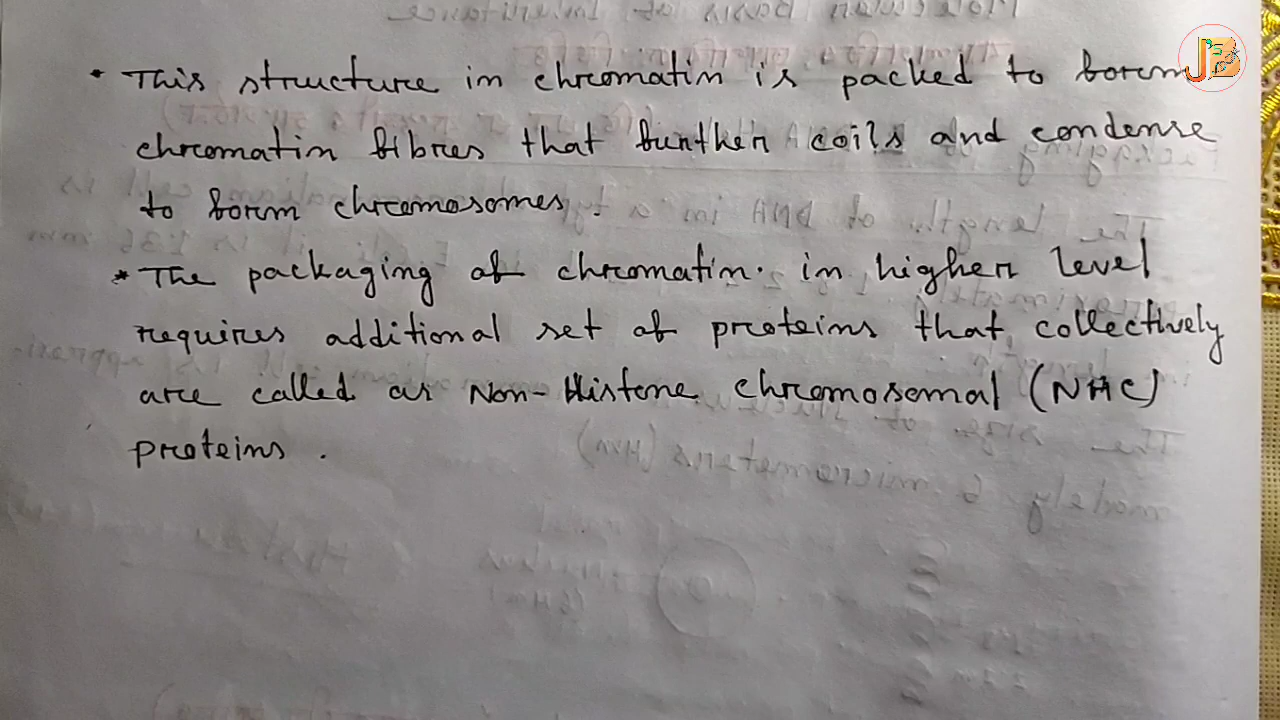 • This structure in chromatin is packed to form
chromatin fibres that further coils and condense
to form chromosomes.
* The packaging of chromatin. in higher level
requires additional set of proteins that collectively
are called as Non-Histone chromosomal (NHC)
proteins.